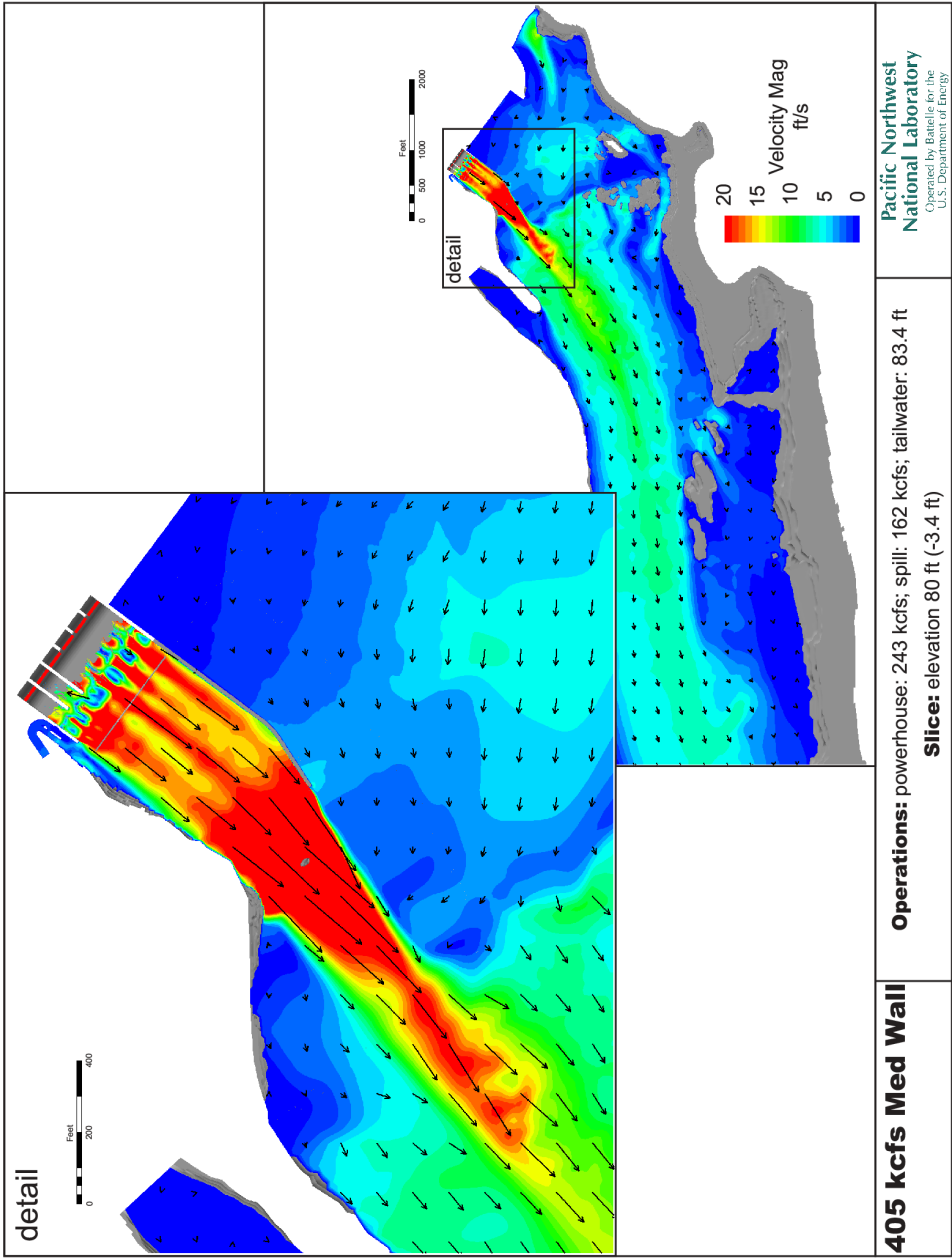 detail
Feet
0 200 400
Feet
0 500 1000 2000
detail
Velocity Mag
ft/s
20
15
10
5
0
405 kcfs Med Wall
Operations: powerhouse: 243 kcfs; spill: 162 kcfs; tailwater: 83.4 ft
Slice: elevation 80 ft (-3.4 ft)
Pacific Northwest
National Laboratory
Operated by Battelle for the
U.S. Department of Energy